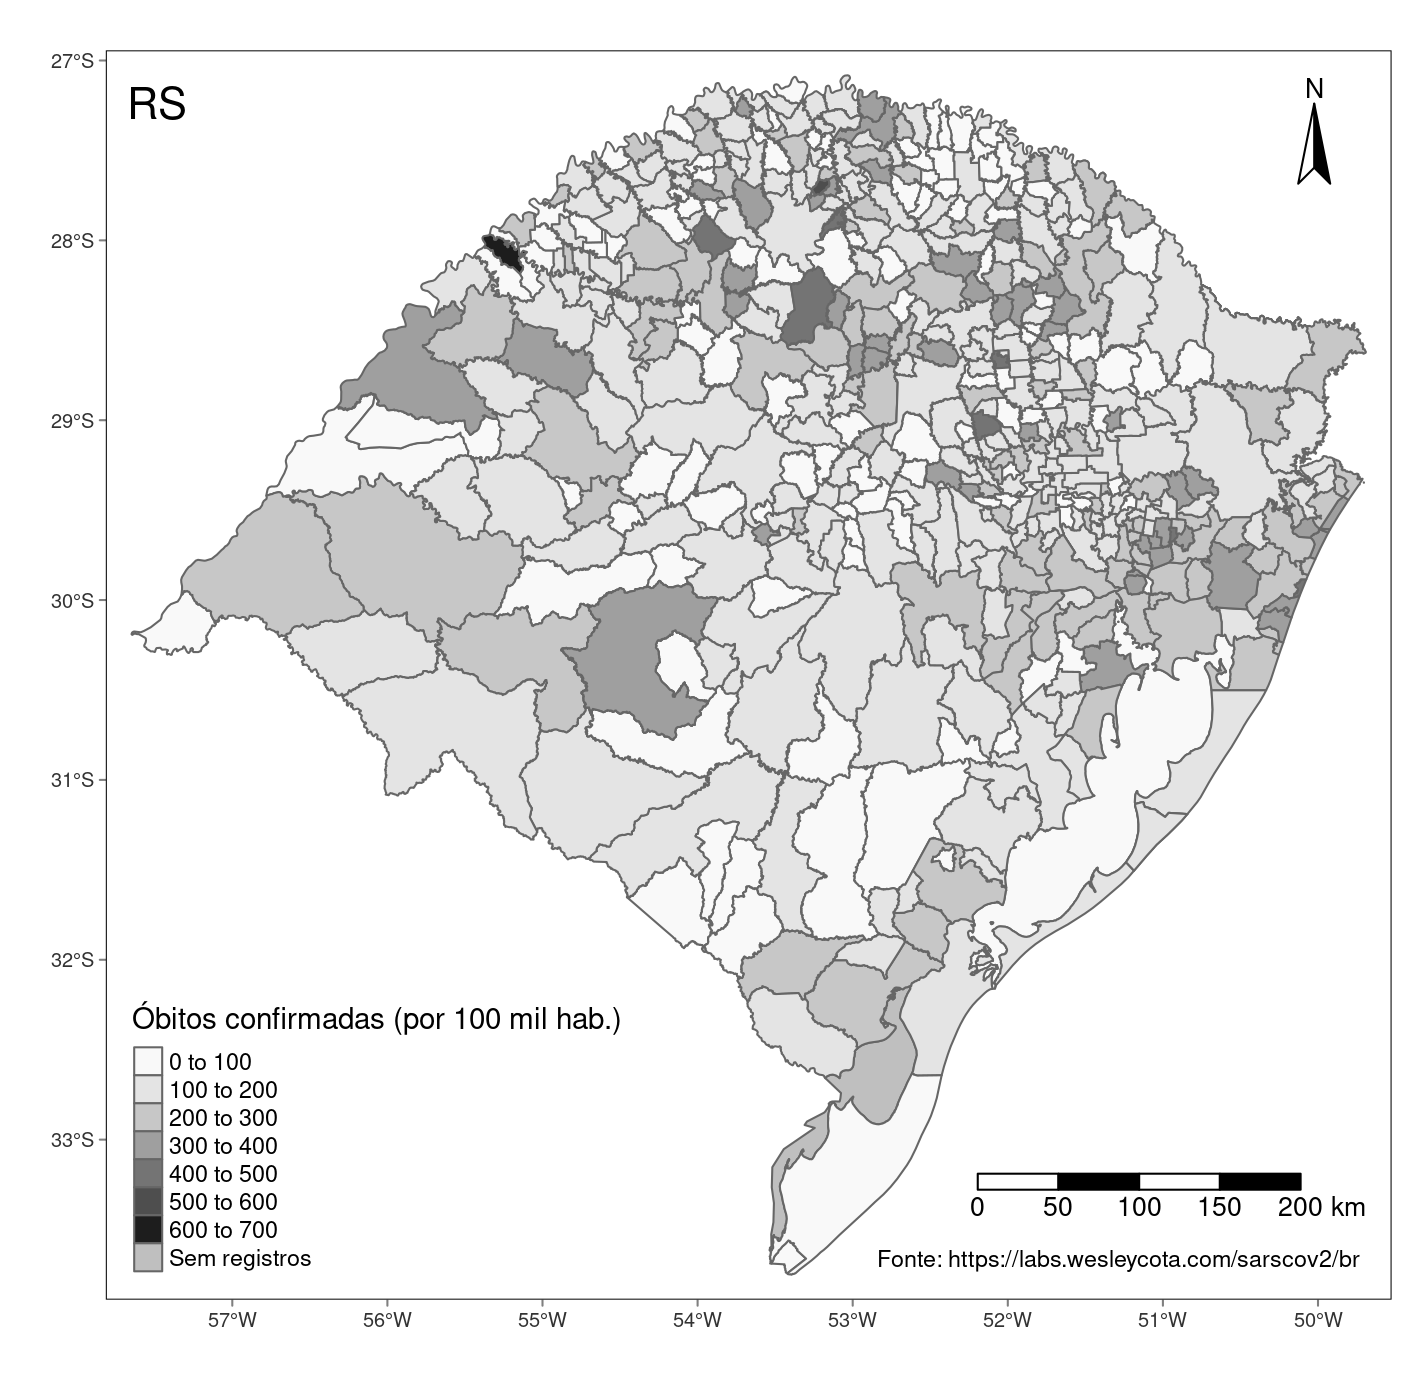 RS
N
27°S
28°S
29°S
30°S
31°S
32°S
33°S
Óbitos confirmadas (por 100 mil hab.)
0 to 100
100 to 200
200 to 300
300 to 400
400 to 500
500 to 600
600 to 700
Sem registros
0 50 100 150 200 km
Fonte: https://labs.wesleycota.com/sarscov2/br
57°W 56°W 55°W 54°W 53°W 52°W 51°W 50°W